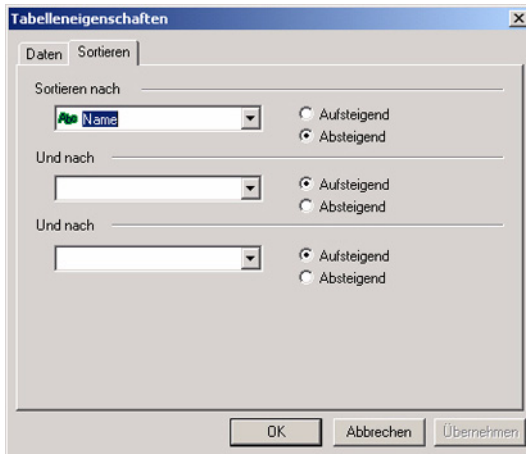 Tabelleneigenschaften
Daten Sortieren
Sortieren nach
Abc Name
Aufsteigend
Absteigend
Und nach
Aufsteigend
Absteigend
Und nach
Aufsteigend
Absteigend
OK Abbrechen Übernehmen